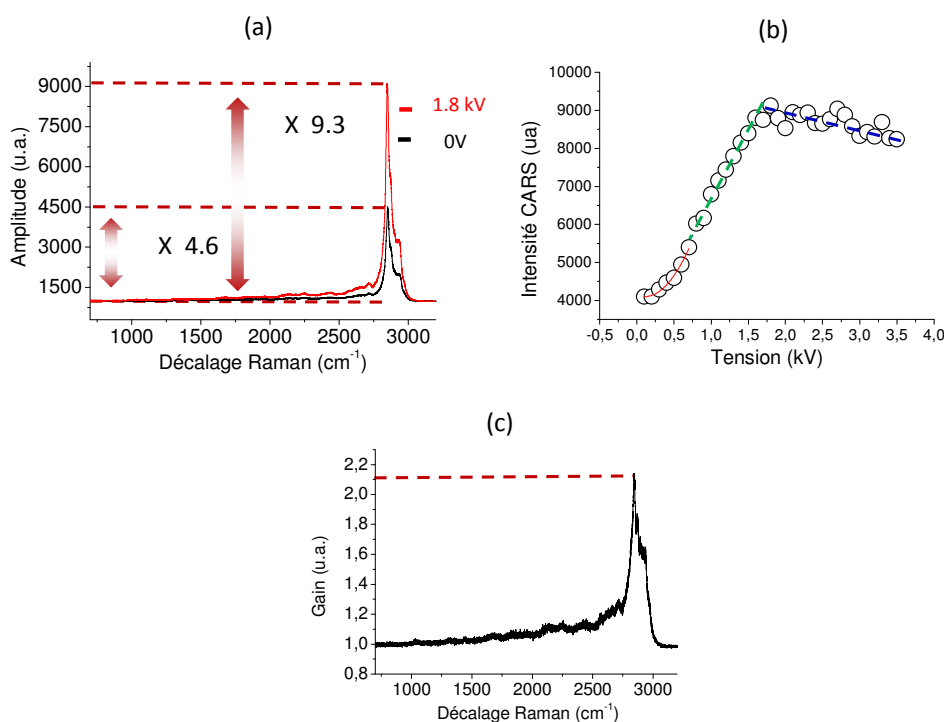 (a)
Amplitude (u.a.)
9000
7500
6000
4500
3000
1500
X 9.3
X 4.6
1.8 kV
0V
1000 1500 2000 2500 3000
Décalage Raman (cm-1)
(b)
Intensité CARS (ua)
10000
9000
8000
7000
6000
5000
4000
-0,5 0,0 0,5 1,0 1,5 2,0 2,5 3,0 3,5 4,0
Tension (kV)
(c)
Gain (u.a.)
2,2
2,0
1,8
1,6
1,4
1,2
1,0
0,8
1000 1500 2000 2500 3000
Décalage Raman (cm-1)